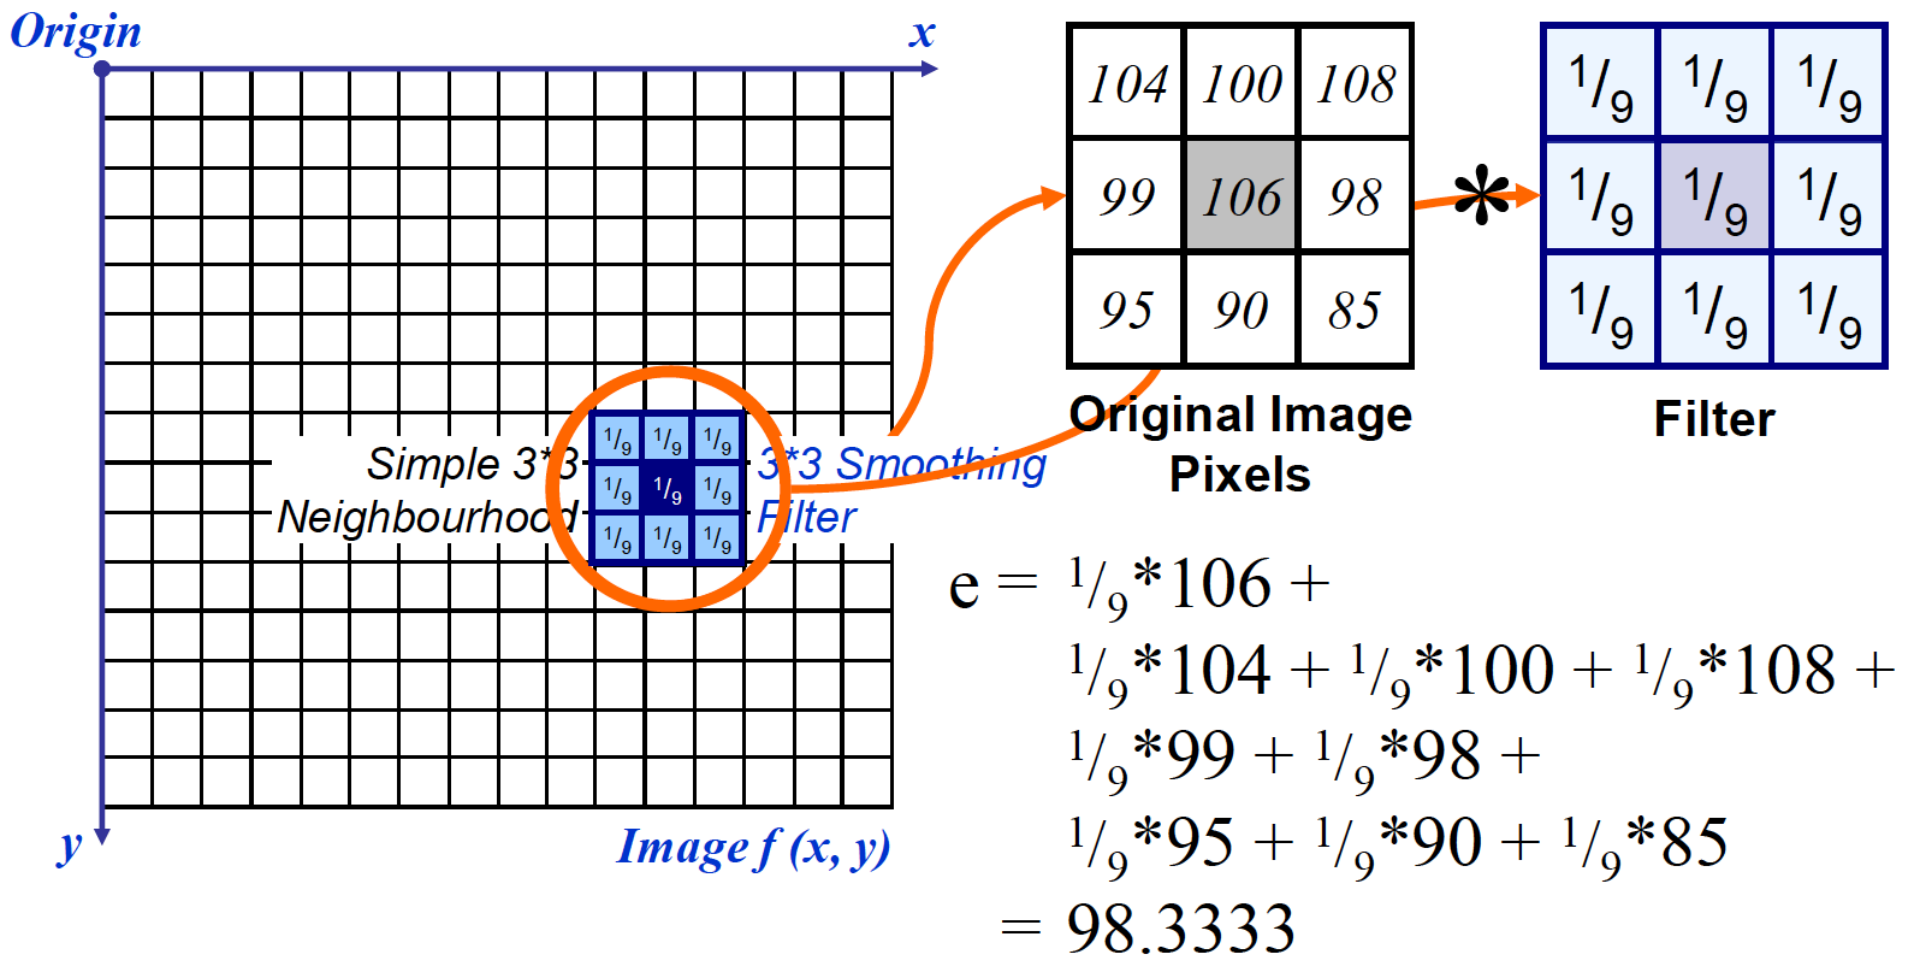 Origin
x
Simple 3*3
Neighbourhood
1/9 1/9 1/9
1/9 1/9 1/9
1/9 1/9 1/9
3*3 Smoothing
Filter
y
Image f (x, y)
104 100 108
99 106 98
95 90 85
Original Image
Pixels
*
1/9 1/9 1/9
1/9 1/9 1/9
1/9 1/9 1/9
Filter
e = 1/9*106 +
1/9*104 + 1/9*100 + 1/9*108 +
1/9*99 + 1/9*98 +
1/9*95 + 1/9*90 + 1/9*85
= 98.3333